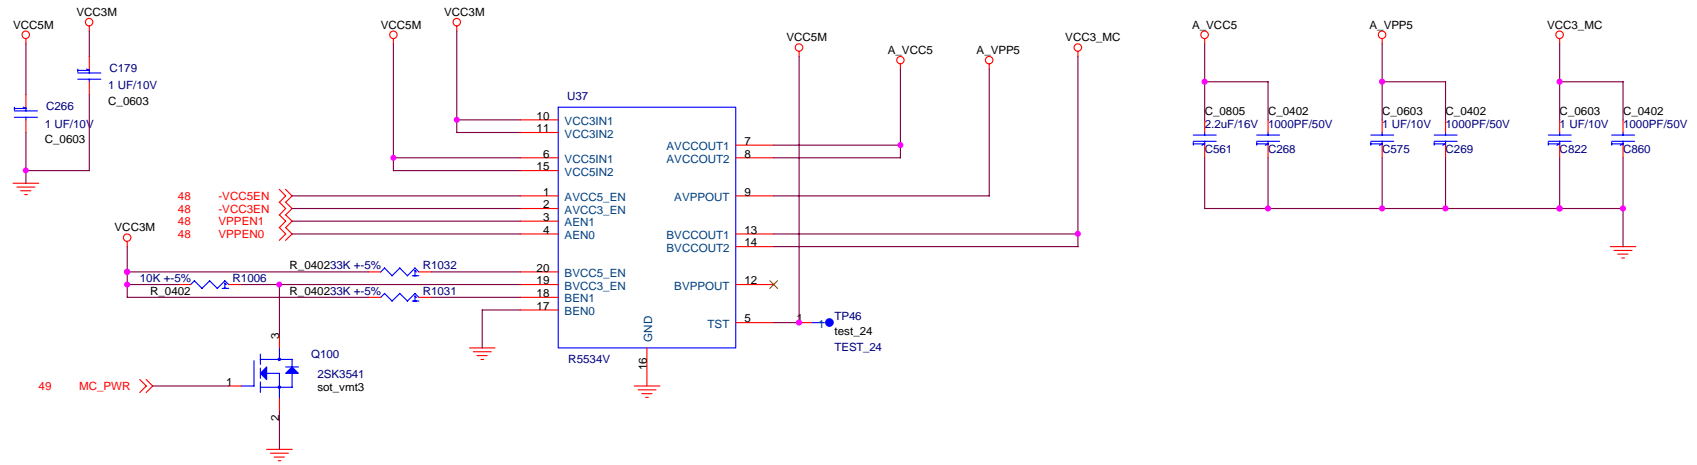 VCC5M
VCC3M
C179
1 UF/10V
C_0603
C266
1 UF/10V
C_0603
VCC5M
VCC3M
U37
10 VCC3IN1
11 VCC3IN2
6 VCC5IN1
15 VCC5IN2
48 -VCC5EN 1 AVCC5_EN
48 -VCC3EN 2 AVCC3_EN
48 VPPEN1 3 AEN1
48 VPPEN0 4 AEN0
VCC3M
R_0402 33K +-5% R1032 20 BVCC5_EN
10K +-5% R1006 19 BVCC3_EN
R_0402
R_0402 33K +-5% R1031 18 BEN1
17 BEN0
GND
16
R5534V
AVCCOUT1 7
AVCCOUT2 8
AVPPOUT 9
BVCCOUT1 13
BVCCOUT2 14
BVPPOUT 12
TST 5
VCC5M
A_VCC5
A_VPP5
VCC3_MC
1
1
TP46
test_24
TEST_24
3
Q100
2SK3541
sot_vmt3
49 MC_PWR 1
2
A_VCC5
C_0805
2.2uF/16V
C561
C_0402
1000PF/50V
C268
A_VPP5
C_0603
1 UF/10V
C575
C_0402
1000PF/50V
C269
VCC3_MC
C_0603
1 UF/10V
C822
C_0402
1000PF/50V
C860